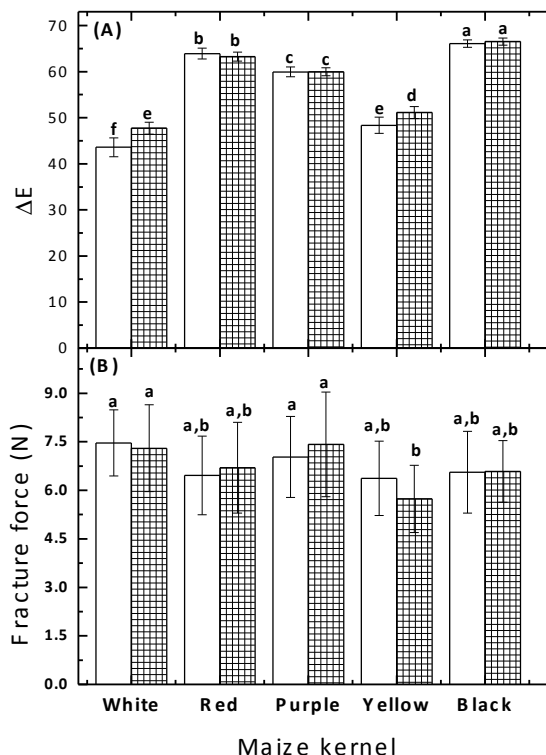 70
(A)
b b
a a
60
c c
50
e d
f e
40
ΔE
30
20
10
0
(B)
9.0
a a
a,b a,b
a a
a,b b
a,b a,b
7.5
6.0
4.5
3.0
1.5
0.0
Fracture force (N)
White Red Purple Yellow Black
Maize kernel